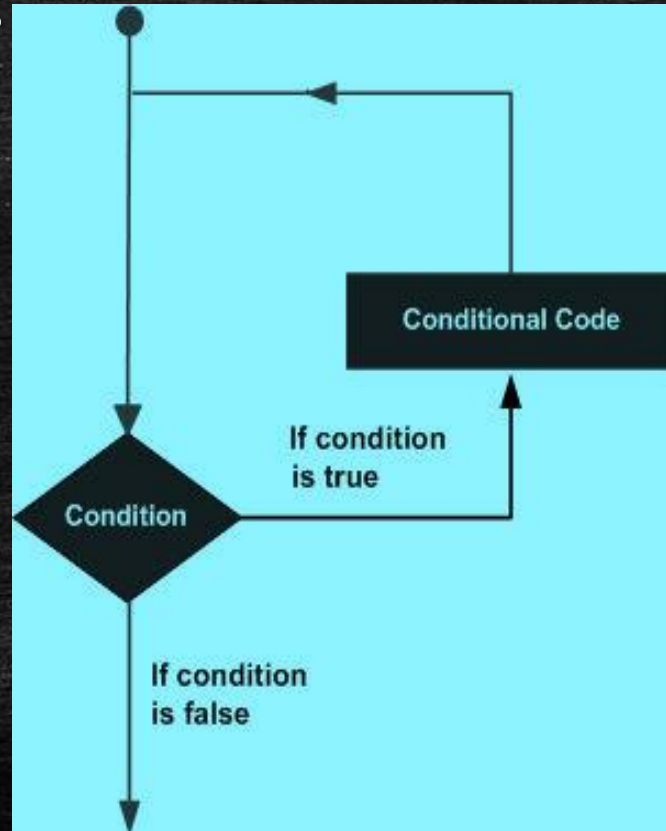 Conditional Code
If condition
is true
Condition
If condition
is false